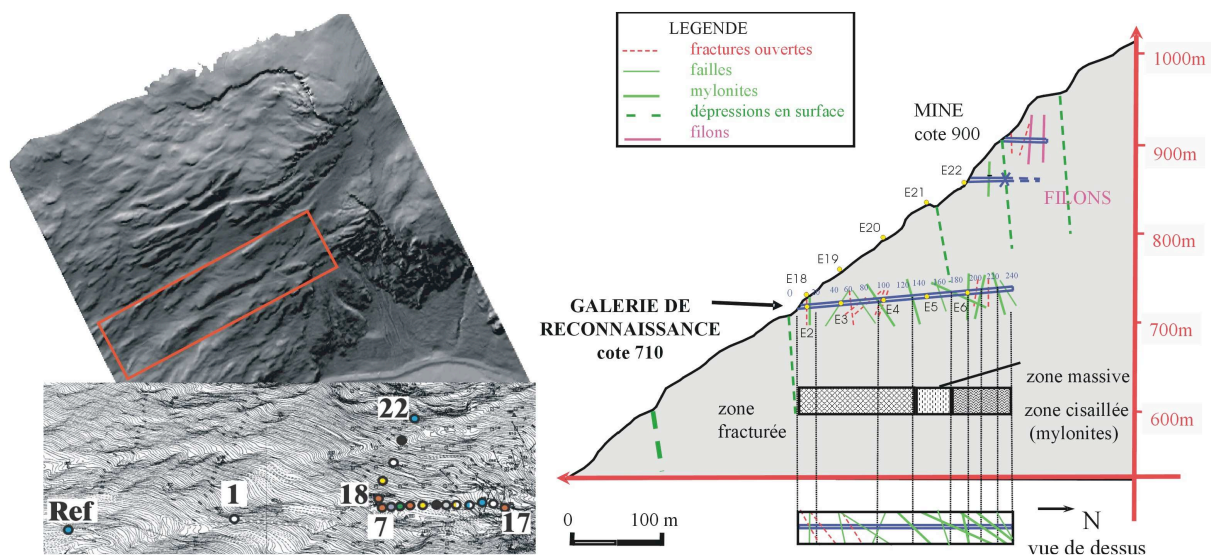 LEGENDE
fractures ouvertes
failles
mylonites
dépressions en surface
filons
MINE
cote 900
1000m
900m
800m
700m
600m
E22
E21
E20
E19
E18
FILONS
0 20 40 60 80 100 120 140 160 180 200 220 240
GALERIE DE
RECONNAISSANCE
cote 710
E2
E3
E4
E5
E6
zone massive
zone
fracturée
zone cisaillée
(mylonites)
0 100 m
N
vue de dessus
22
18
1
7
17
Ref